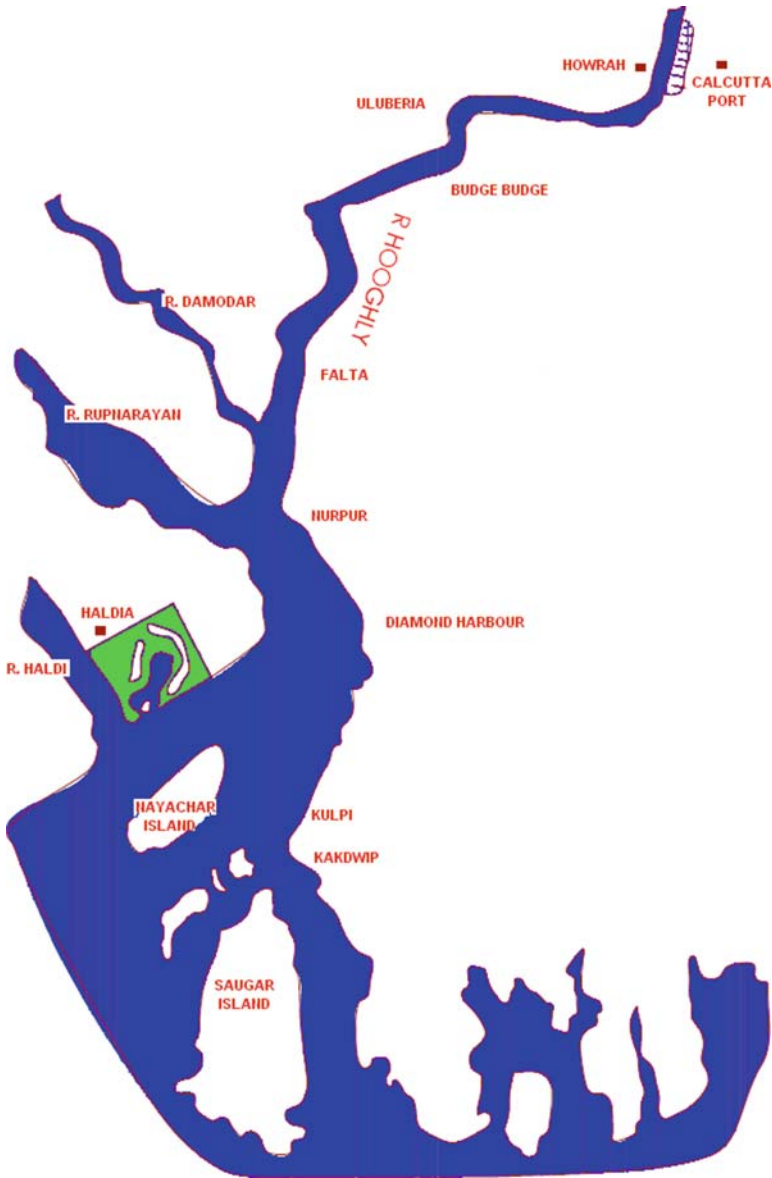 HOWRAH
CALCUTTA
PORT
ULUBERIA
BUDGE BUDGE
R HOOGHLY
R. DAMODAR
FALTA
R. RUPNARAYAN
NURPUR
HALDIA
DIAMOND HARBOUR
R. HALDI
NAYACHAR
ISLAND
KULPI
KAKDWIP
SAUGAR
ISLAND